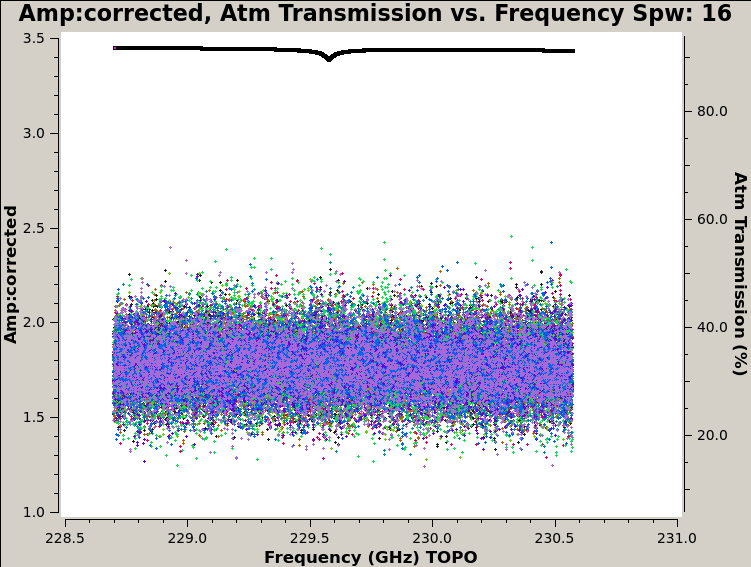 Amp:corrected, Atm Transmission vs. Frequency Spw: 16
3.5
3.0
2.5
2.0
1.5
1.0
Amp:corrected
80.0
60.0
40.0
20.0
Atm Transmission (%)
228.5 229.0 229.5 230.0 230.5 231.0
Frequency (GHz) TOPO